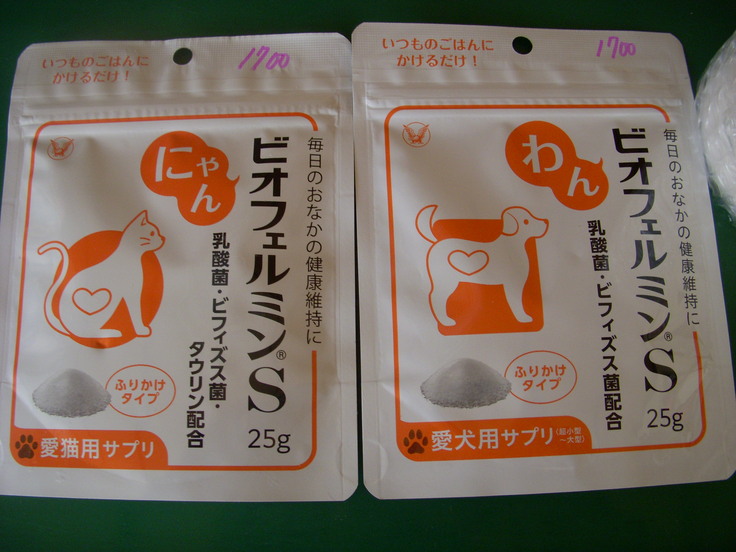 いつものごはんに
かけるだけ！
1700
にゃん
ビオフェルミン®S
毎日のおなかの健康維持に
乳酸菌・ビフィズス菌・
タウリン配合
ふりかけ
タイプ
25g
愛猫用サプリ
いつものごはんに
かけるだけ！
1700
わん
ビオフェルミン®S
毎日のおなかの健康維持に
乳酸菌・ビフィズス菌配合
ふりかけ
タイプ
25g
愛犬用サプリ（超小型
～大型）